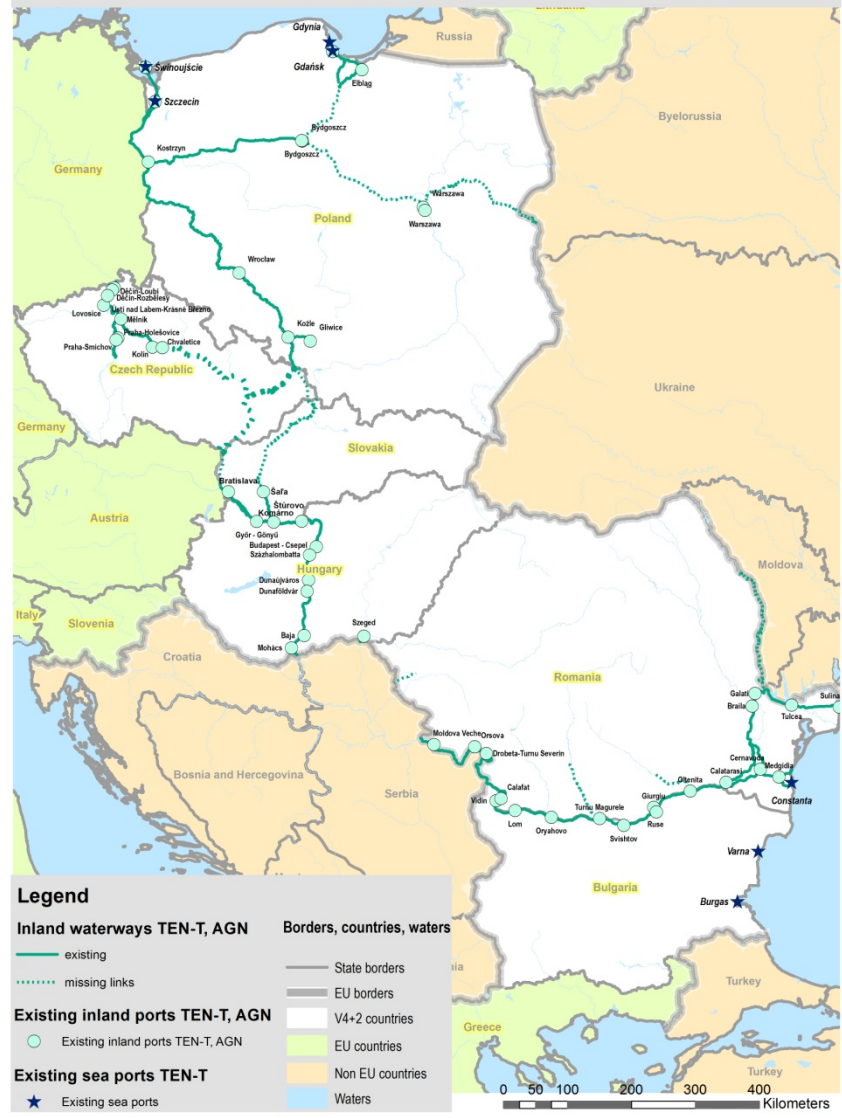 Lithuania
Gdynia
Russia
Gdańsk
Świnoujście
Elbląg
Szczecin
Byelorussia
Bydgoszcz
Kostrzyn
Bydgoszcz
Germany
Warszawa
Poland
Warszawa
Wroclaw
Děčín-Loubí
Děčín-Rozbělesy
Lovosice
Ústí nad Labem-Krásné Březno
Mělník
Koźle
Gliwice
Praha-Holešovice
Praha-Smíchov
Chvaletice
Kolín
Czech Republic
Ukraine
Germany
Slovakia
Bratislava
Šaľa
Štúrovo
Austria
Komárno
Győr - Gönyű
Budapest - Csepel
Százhalombatta
Moldova
Hungary
Dunaújváros
Dunaföldvár
Italy
Slovenia
Szeged
Baja
Mohács
Croatia
Romania
Galati
Sulina
Braila
Tulcea
Moldova Veche
Orsova
Drobeta-Turnu Severin
Cernavoda
Medgidia
Bosnia and Hercegovina
Calatarasi
Oltenita
Constanta
Serbia
Calafat
Vidin
Giurgiu
Turnu Magurele
Lom
Oryahovo
Ruse
Svishtov
Varna
Bulgaria
Burgas
Legend
Inland waterways TEN-T, AGN
existing
missing links
Existing inland ports TEN-T, AGN
Existing inland ports TEN-T, AGN
Existing sea ports TEN-T
Existing sea ports
Borders, countries, waters
State borders
EU borders
V4+2 countries
EU countries
Non EU countries
Waters
Turkey
Greece
Turkey
0 50 100 200 300 400
Kilometers